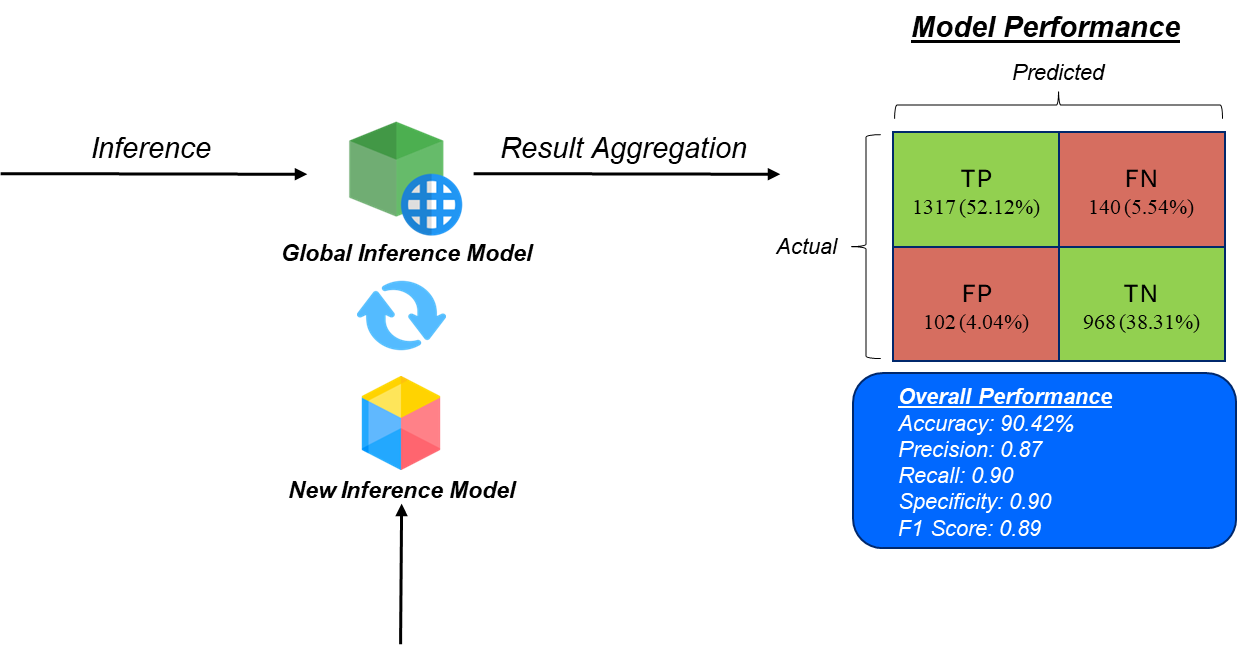 Model Performance
Predicted
Inference
Result Aggregation
TP
1317 (52.12%)
FN
140 (5.54%)
Actual
Global Inference Model
FP
102 (4.04%)
TN
968 (38.31%)
New Inference Model
Overall Performance
Accuracy: 90.42%
Precision: 0.87
Recall: 0.90
Specificity: 0.90
F1 Score: 0.89